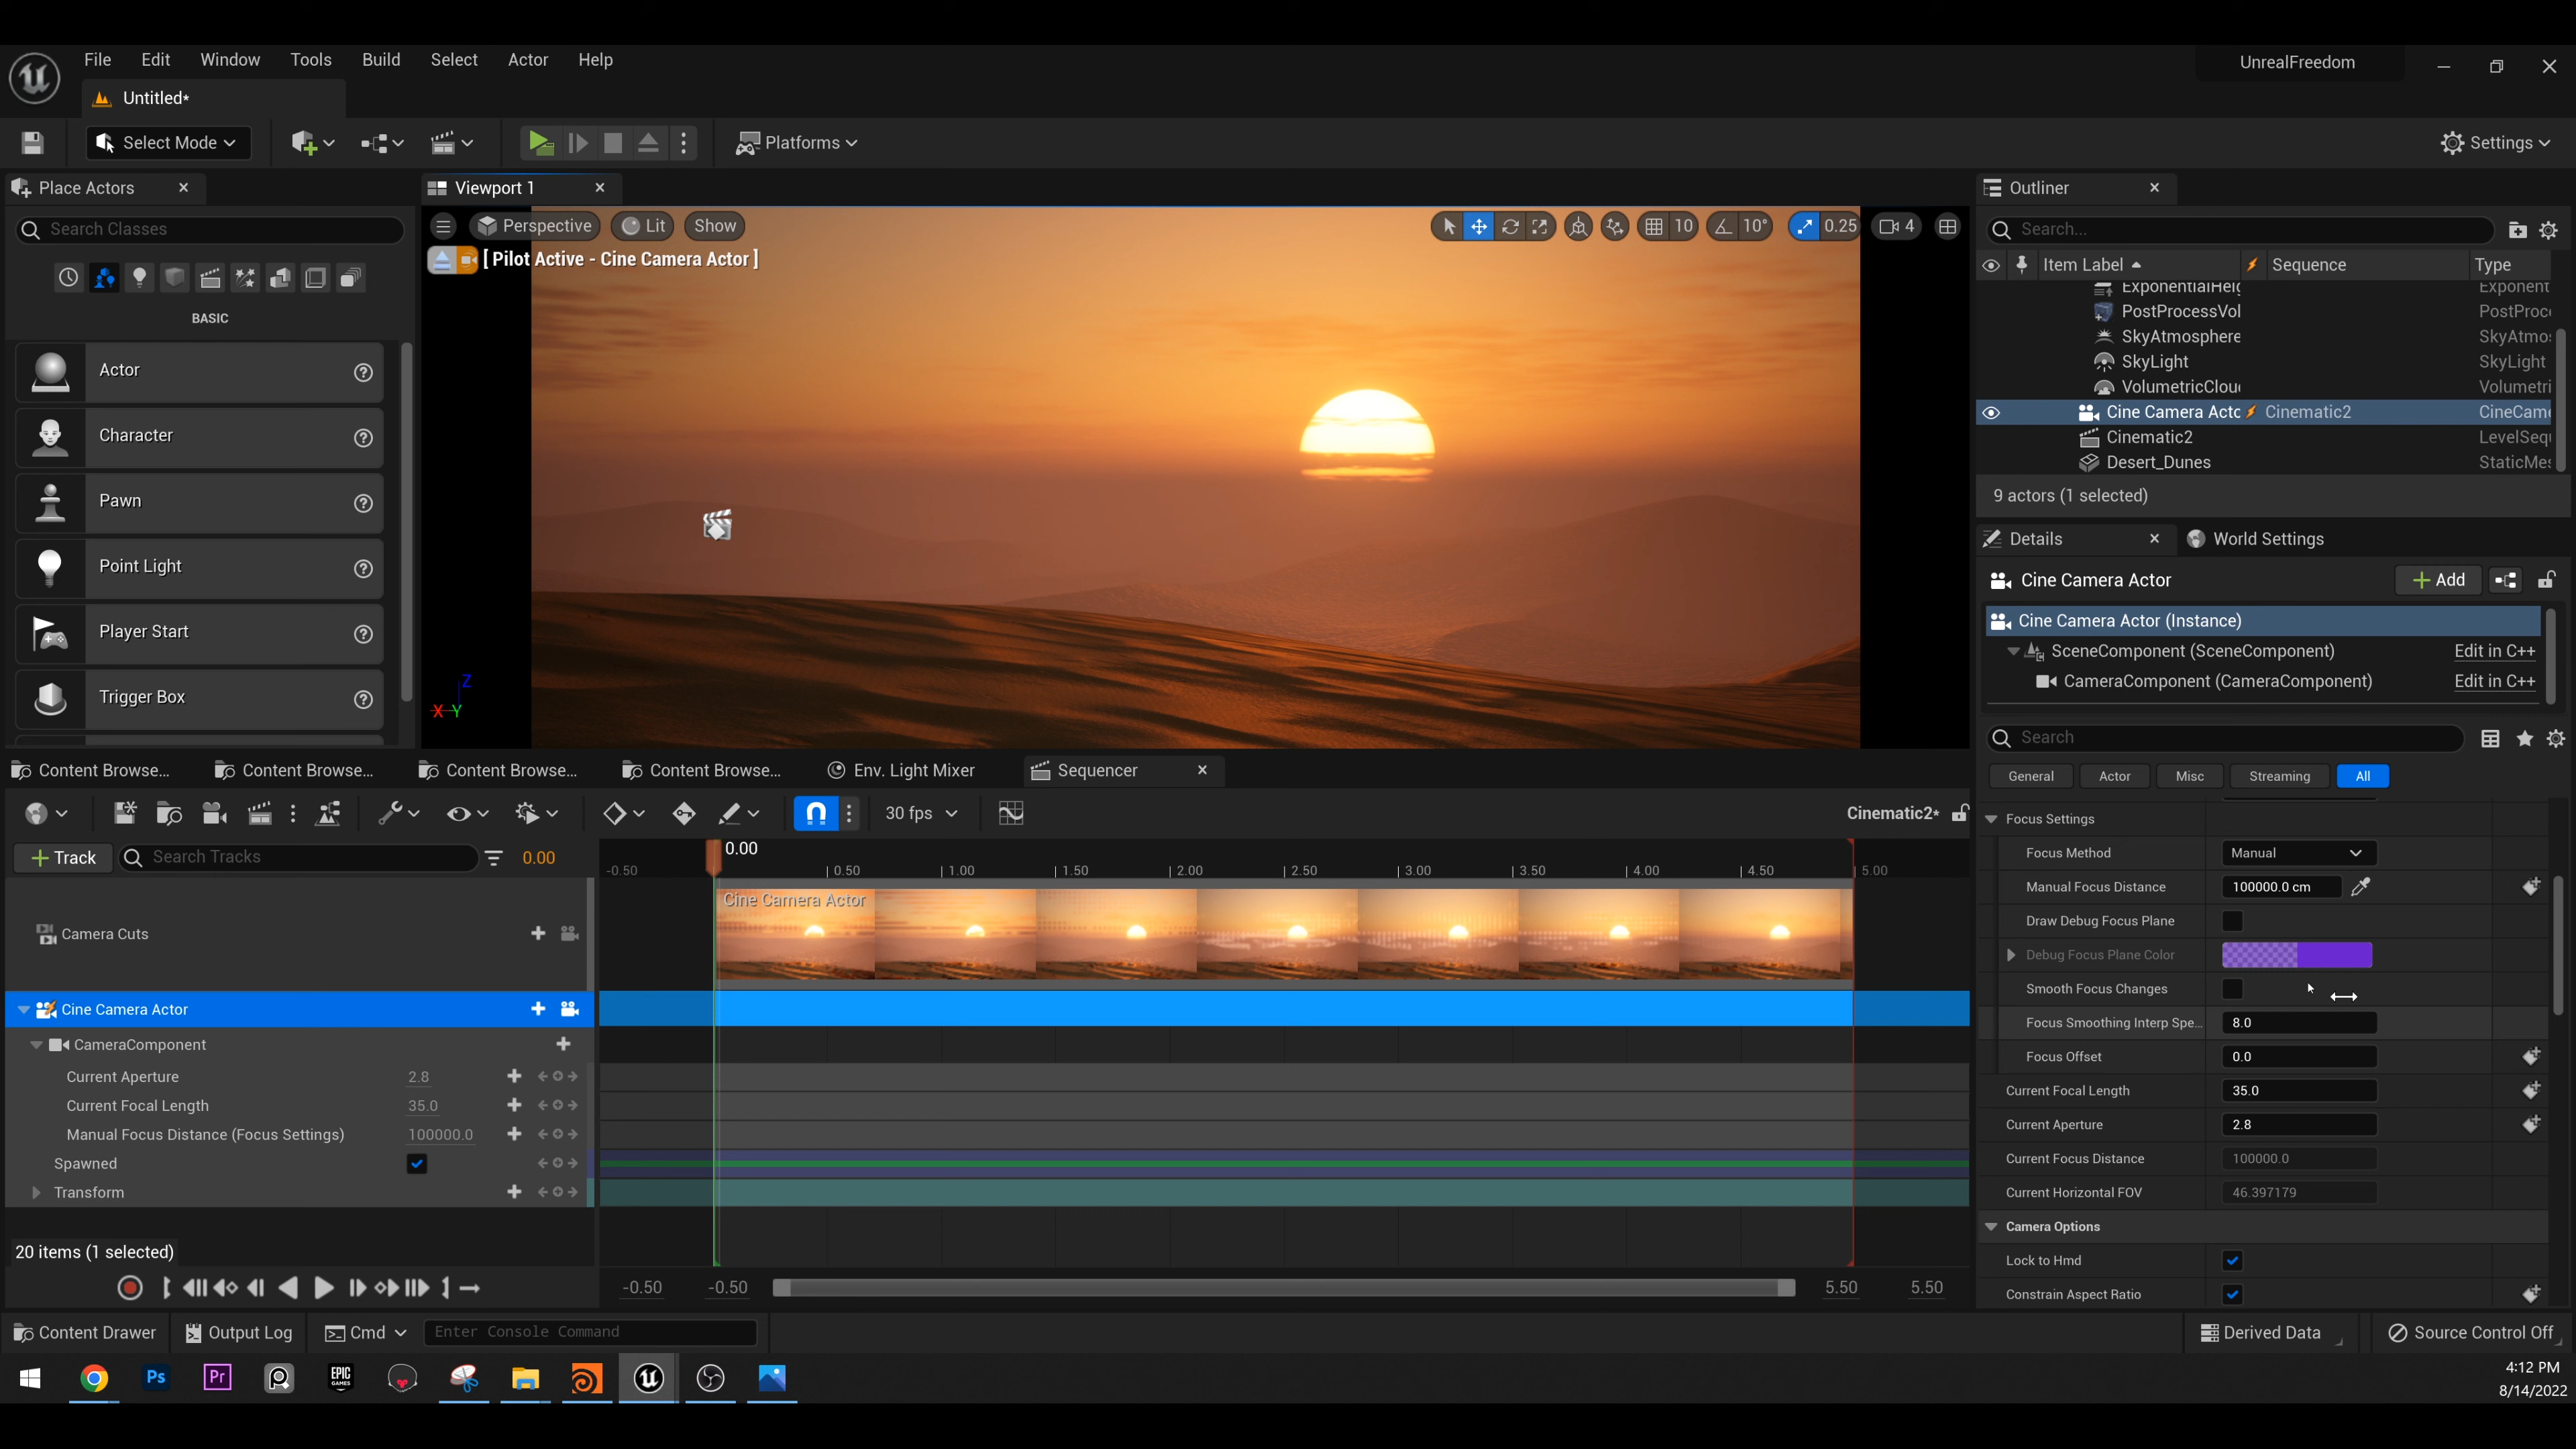 File Edit Window Tools Build Select Actor Help
UnrealFreedom
Untitled*
Select Mode
Platforms
Settings
Place Actors
Search Classes
BASIC
Actor
Character
Pawn
Point Light
Player Start
Trigger Box
Viewport 1
Perspective Lit Show
10 10° 0.25 4
[ Pilot Active - Cine Camera Actor ]
Z
X Y
Outliner
Search...
Item Label Sequence Type
ExponentialHeig Exponent
PostProcessVol PostProc
SkyAtmosphere SkyAtmo
SkyLight SkyLight
VolumetricClou Volumetri
Cine Camera Actc Cinematic2 CineCam
Cinematic2 LevelSeq
Desert_Dunes StaticMe
9 actors (1 selected)
Details World Settings
Cine Camera Actor
Add
Cine Camera Actor (Instance)
SceneComponent (SceneComponent) Edit in C++
CameraComponent (CameraComponent) Edit in C++
Search
General Actor Misc Streaming All
Focus Settings
Focus Method Manual
Manual Focus Distance 100000.0 cm
Draw Debug Focus Plane
Debug Focus Plane Color
Smooth Focus Changes
Focus Smoothing Interp Spe... 8.0
Focus Offset 0.0
Current Focal Length 35.0
Current Aperture 2.8
Current Focus Distance 100000.0
Current Horizontal FOV 46.397179
Camera Options
Lock to Hmd
Constrain Aspect Ratio
Content Browse... Content Browse... Content Browse... Content Browse... Env. Light Mixer Sequencer
30 fps
Cinematic2*
+ Track
Search Tracks
0.00
0.00
-0.50 0.50 1.00 1.50 2.00 2.50 3.00 3.50 4.00 4.50 5.00
Camera Cuts
Cine Camera Actor
Cine Camera Actor
CameraComponent
Current Aperture 2.8
Current Focal Length 35.0
Manual Focus Distance (Focus Settings) 100000.0
Spawned
Transform
20 items (1 selected)
-0.50 -0.50 5.50 5.50
Content Drawer Output Log Cmd Enter Console Command
Derived Data Source Control Off
Ps Pr EPIC GAMES
4:12 PM
8/14/2022